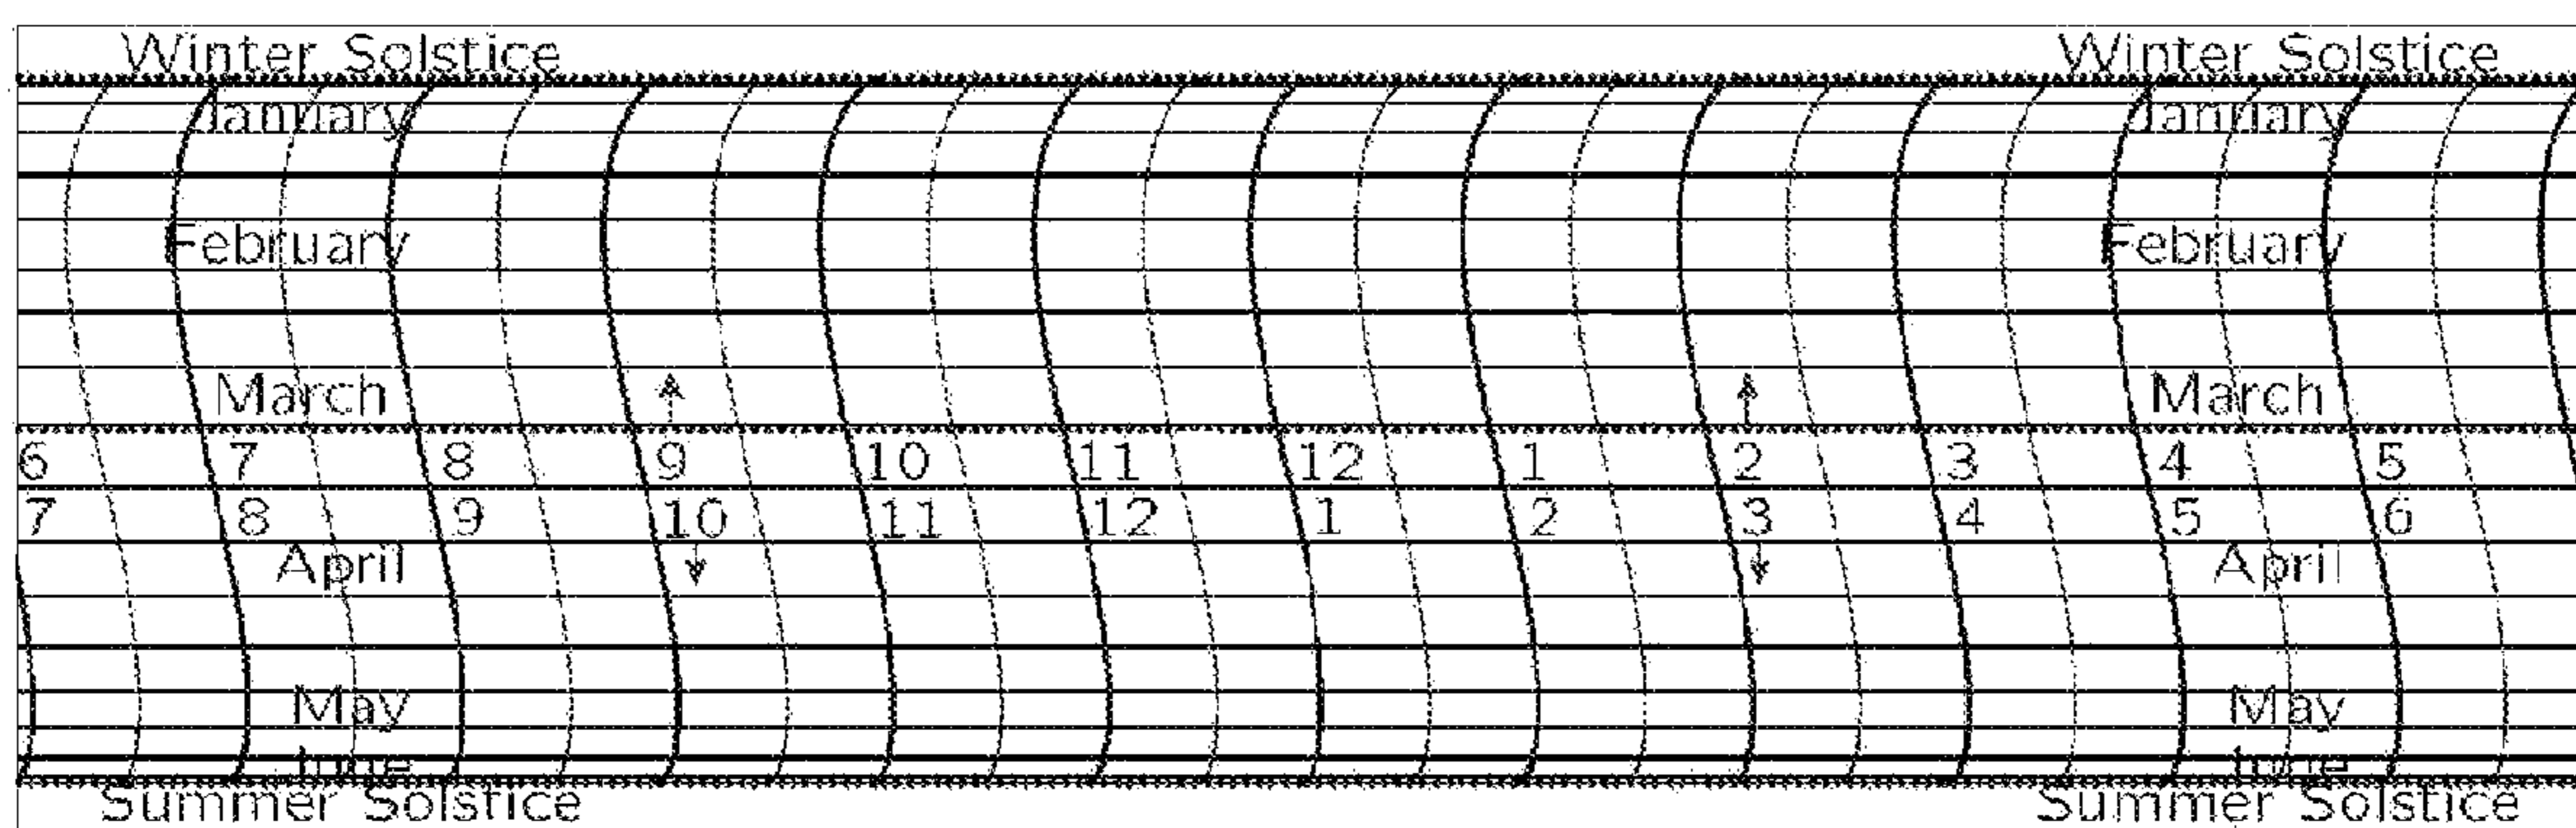 Winter Solstice Winter Solstice
January January
February February
March March
6 7 8 9 10 11 12 1 2 3 4 5
7 8 9 10 11 12 1 2 3 4 5 6
April April
May May
June June
Summer Solstice Summer Solstice